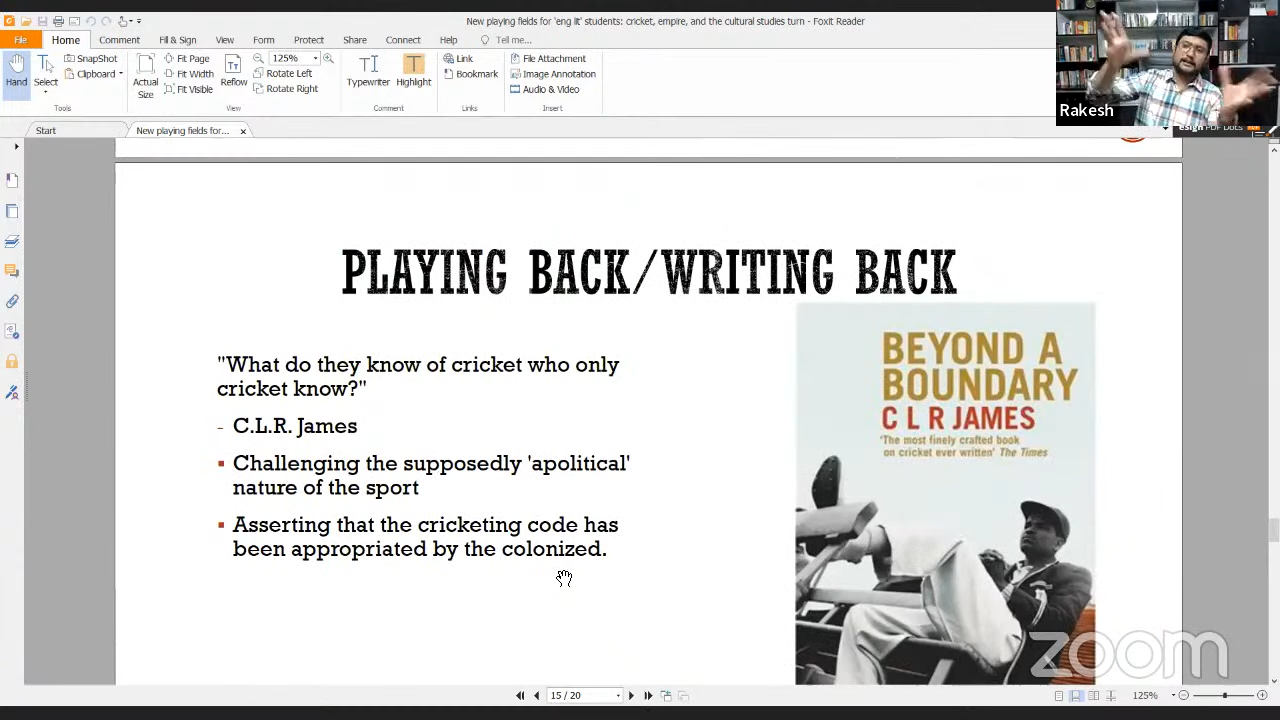 New playing fields for 'eng lit' students: cricket, empire, and the cultural studies turn - Foxit Reader
File Home Comment Fill & Sign View Form Protect Share Connect Help Tell me...
Hand
Select
SnapShot
Clipboard
Tools
Actual Size
Fit Page
Fit Width
Fit Visible
Reflow
125%
Rotate Left
Rotate Right
View
Typewriter
Highlight
Comment
Link
Bookmark
Links
File Attachment
Image Annotation
Audio & Video
Insert
Rakesh
eSign PDF Docs
Start
New playing fields for...
PLAYING BACK/WRITING BACK
"What do they know of cricket who only
cricket know?"
- C.L.R. James
Challenging the supposedly 'apolitical'
nature of the sport
Asserting that the cricketing code has
been appropriated by the colonized.
BEYOND A
BOUNDARY
C L R JAMES
'The most finely crafted book
on cricket ever written' The Times
zoom
15 / 20
125%